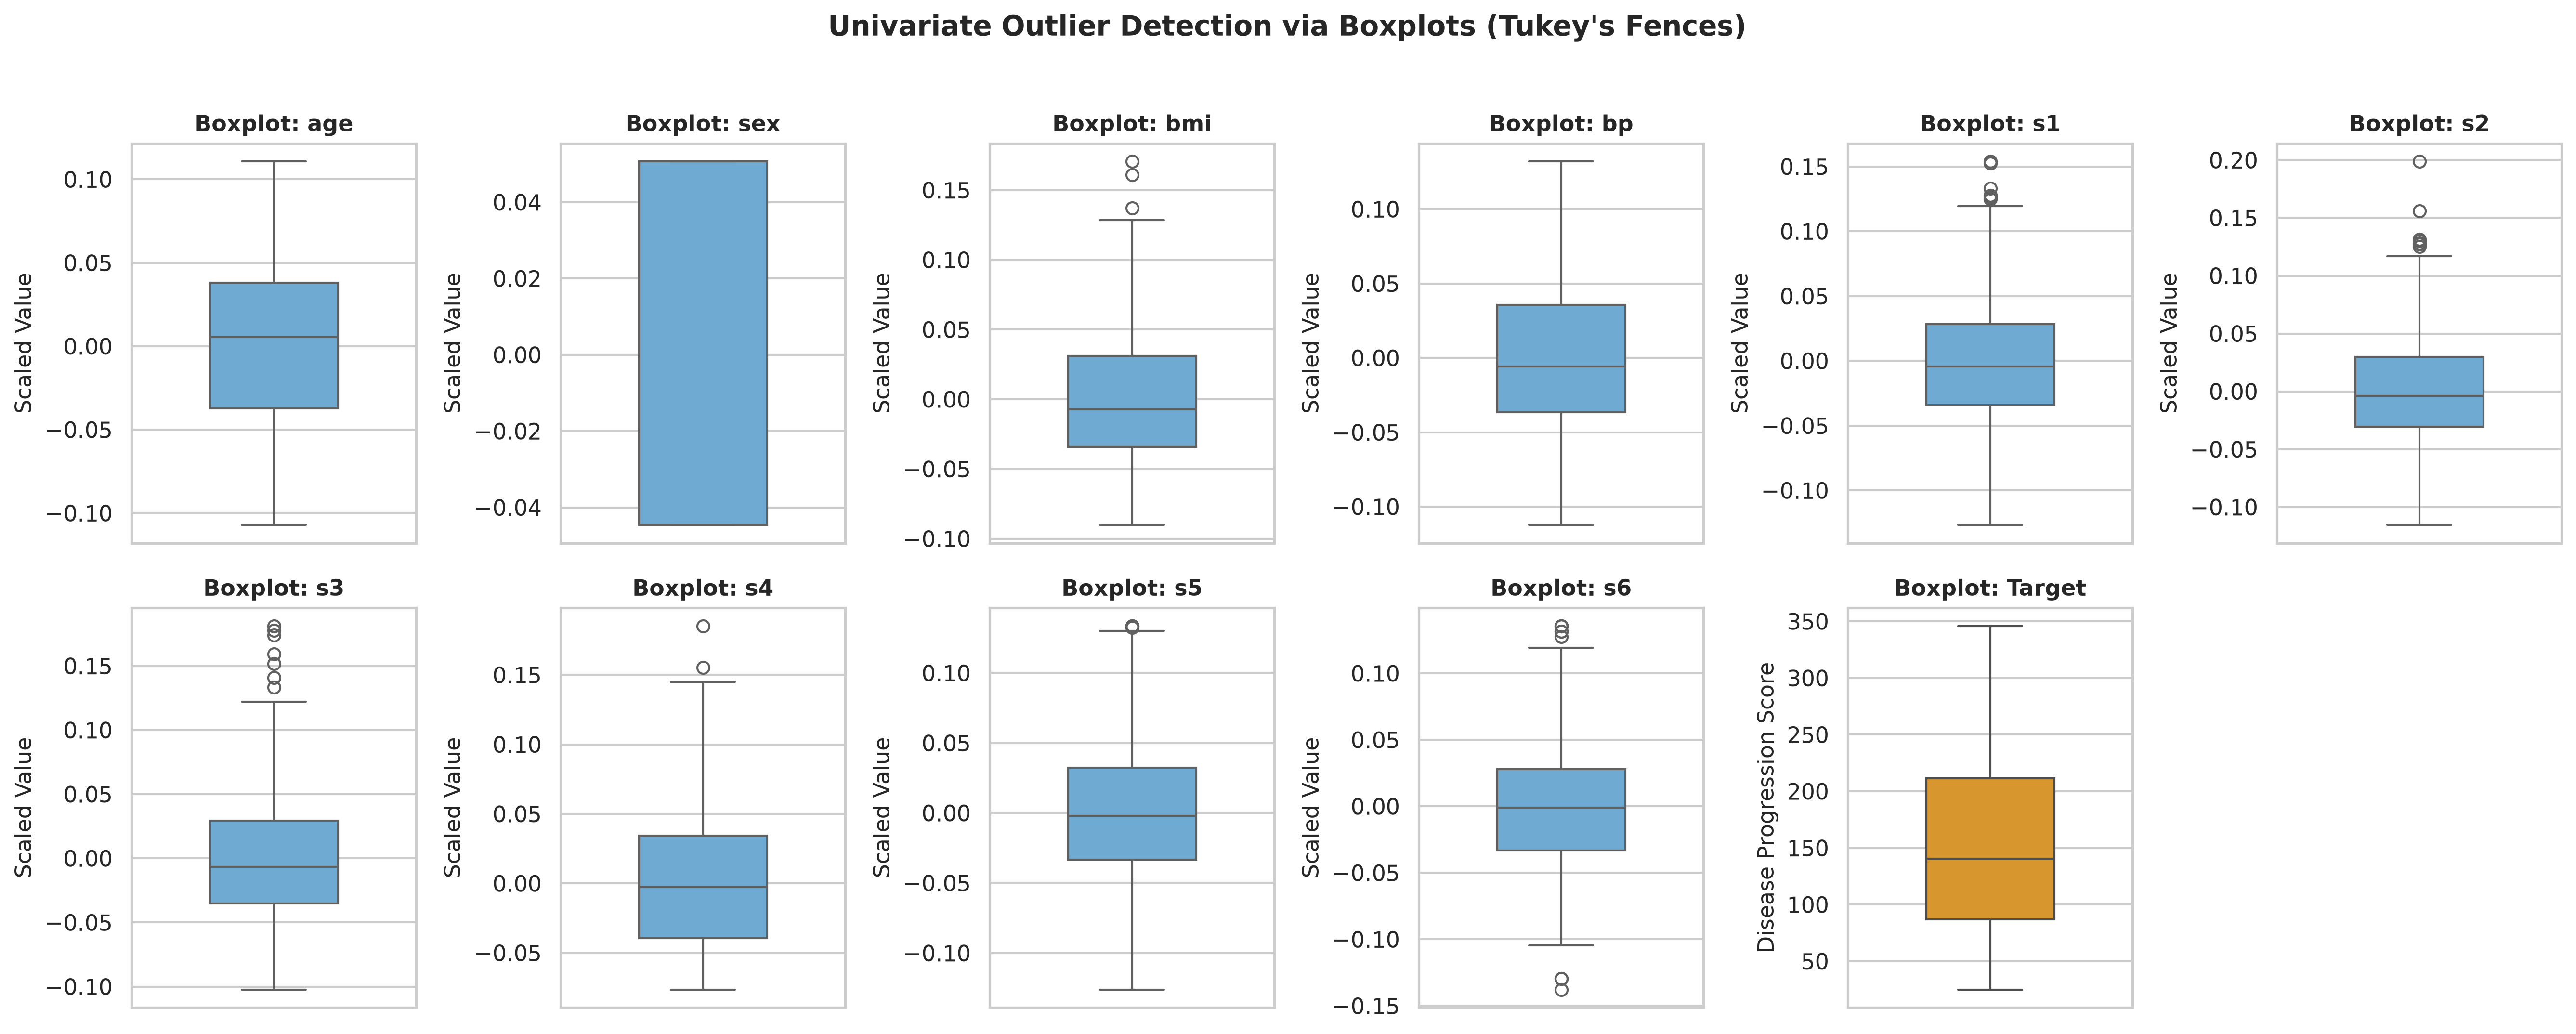 Univariate Outlier Detection via Boxplots (Tukey's Fences)
Boxplot: age
Scaled Value
0.10
0.05
0.00
−0.05
−0.10
Boxplot: sex
Scaled Value
0.04
0.02
0.00
−0.02
−0.04
Boxplot: bmi
Scaled Value
0.15
0.10
0.05
0.00
−0.05
−0.10
Boxplot: bp
Scaled Value
0.10
0.05
0.00
−0.05
−0.10
Boxplot: s1
Scaled Value
0.15
0.10
0.05
0.00
−0.05
−0.10
Boxplot: s2
Scaled Value
0.20
0.15
0.10
0.05
0.00
−0.05
−0.10
Boxplot: s3
Scaled Value
0.15
0.10
0.05
0.00
−0.05
−0.10
Boxplot: s4
Scaled Value
0.15
0.10
0.05
0.00
−0.05
Boxplot: s5
Scaled Value
0.10
0.05
0.00
−0.05
−0.10
Boxplot: s6
Scaled Value
0.10
0.05
0.00
−0.05
−0.10
−0.15
Boxplot: Target
Disease Progression Score
350
300
250
200
150
100
50